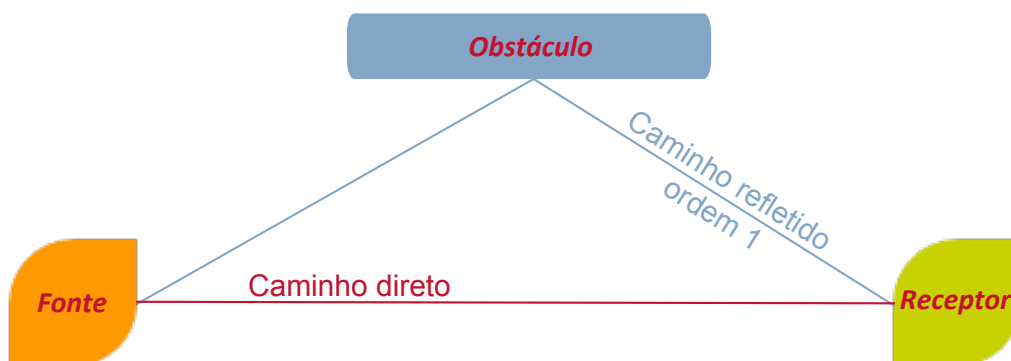 Obstáculo
Caminho refletido
ordem 1
Caminho direto
Fonte
Receptor